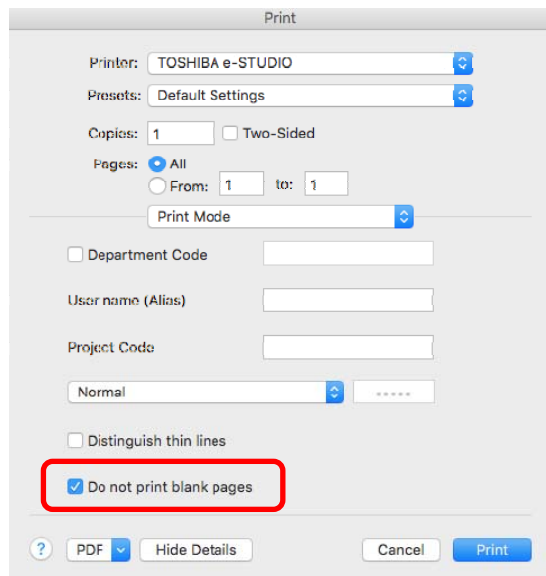 Print
Printer: TOSHIBA e-STUDIO
Presets: Default Settings
Copies: 1 Two-Sided
Pages: All
From: 1 to: 1
Print Mode
Department Code
User name (Alias)
Project Code
Normal -----
Distinguish thin lines
Do not print blank pages
? PDF Hide Details Cancel Print